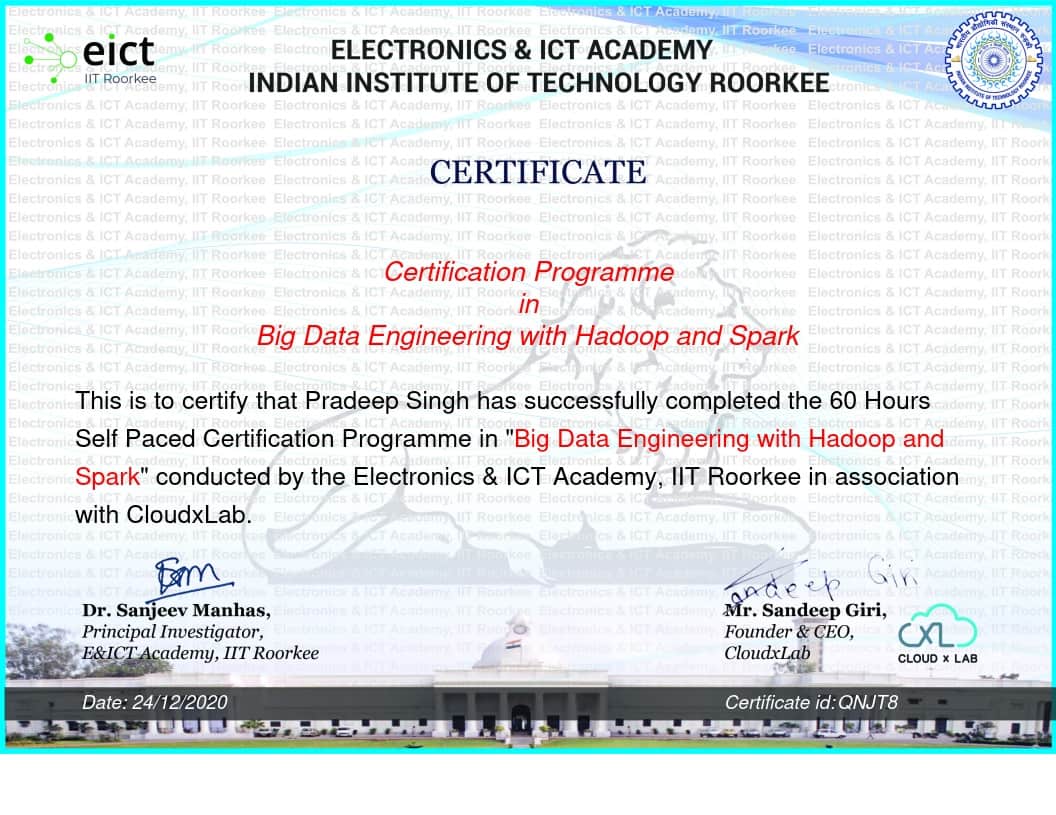 eict
IIT Roorkee
ELECTRONICS & ICT ACADEMY
INDIAN INSTITUTE OF TECHNOLOGY ROORKEE
CERTIFICATE
Certification Programme
in
Big Data Engineering with Hadoop and Spark
This is to certify that Pradeep Singh has successfully completed the 60 Hours
Self Paced Certification Programme in "Big Data Engineering with Hadoop and
Spark" conducted by the Electronics & ICT Academy, IIT Roorkee in association
with CloudxLab.
Sandeep Giri
Dr. Sanjeev Manhas,
Principal Investigator,
E&ICT Academy, IIT Roorkee
Mr. Sandeep Giri,
Founder & CEO,
CloudxLab
CLOUD x LAB
Date: 24/12/2020
Certificate id:QNJT8